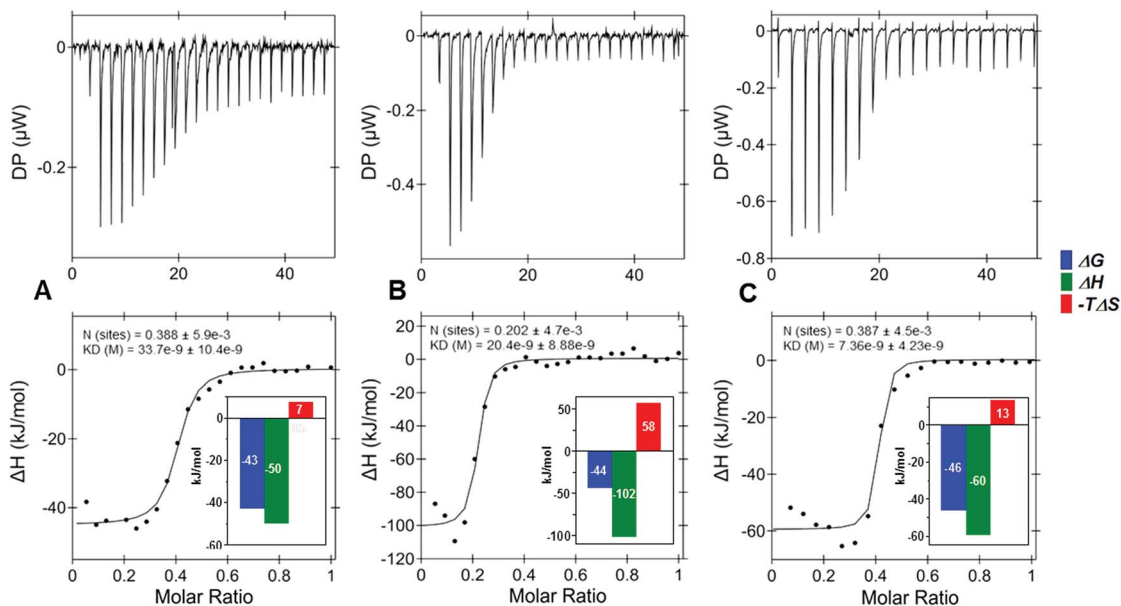 0
-0.2
DP (µW)
0 20 40
0
-0.2
-0.4
DP (µW)
0 20 40
0
-0.2
-0.4
-0.6
-0.8
DP (µW)
0 20 40
ΔG
ΔH
-TΔS
A
N (sites) = 0.388 ± 5.9e-3
KD (M) = 33.7e-9 ± 10.4e-9
0
-20
-40
ΔH (kJ/mol)
0 0.2 0.4 0.6 0.8 1
Molar Ratio
0
-20
-40
-60
kJ/mol
-43
-50
7
B
N (sites) = 0.202 ± 4.7e-3
KD (M) = 20.4e-9 ± 8.88e-9
20
0
-20
-40
-60
-80
-100
-120
ΔH (kJ/mol)
0 0.2 0.4 0.6 0.8 1
Molar Ratio
50
0
-50
-100
kJ/mol
-44
-102
58
C
N (sites) = 0.387 ± 4.5e-3
KD (M) = 7.36e-9 ± 4.23e-9
0
-20
-40
-60
ΔH (kJ/mol)
0 0.2 0.4 0.6 0.8 1
Molar Ratio
0
-20
-40
-60
kJ/mol
-46
-60
13